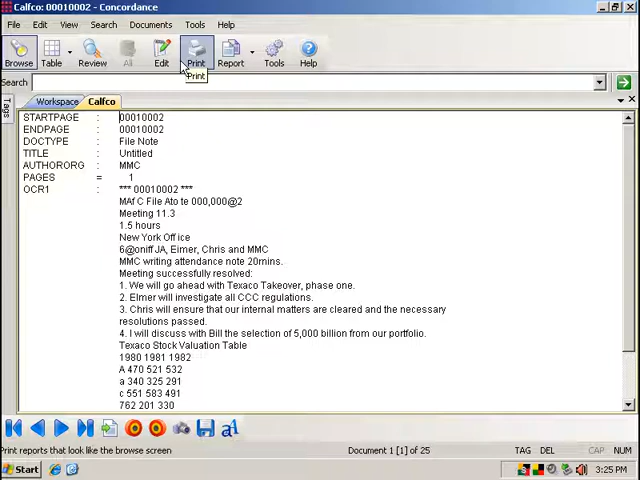 Calfco: 00010002 - Concordance
File Edit View Search Documents Tools Help
Browse Table Review All Edit Print Report Tools Help
Print
Search
Tags
Workspace Calfco
STARTPAGE : 00010002
ENDPAGE : 00010002
DOCTYPE : File Note
TITLE : Untitled
AUTHORORG : MMC
PAGES = 1
OCR1 : *** 00010002 ***
MAf C File Ato te 000,000@2
Meeting 11.3
1.5 hours
New York Office
6@oniff JA, Eimer, Chris and MMC
MMC writing attendance note 20rnins.
Meeting successfully resolved:
1. We will go ahead with Texaco Takeover, phase one.
2. Elmer will investigate all CCC regulations.
3. Chris will ensure that our internal matters are cleared and the necessary
resolutions passed.
4. I will discuss with Bill the selection of 5,000 billion from our portfolio.
Texaco Stock Valuation Table
1980 1981 1982
A 470 521 532
a 340 325 291
c 551 583 491
762 201 330
Print reports that look like the browse screen
Document 1 [1] of 25
TAG DEL CAP NUM
Start
3:25 PM